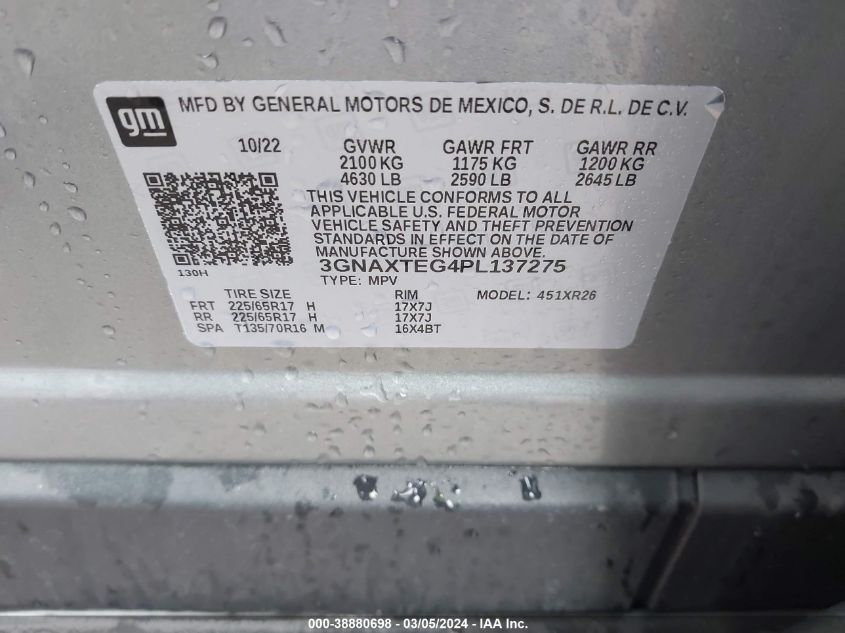 gm
MFD BY GENERAL MOTORS DE MEXICO, S. DE R.L. DE C.V.
10/22 GVWR GAWR FRT GAWR RR
2100 KG 1175 KG 1200 KG
4630 LB 2590 LB 2645 LB
THIS VEHICLE CONFORMS TO ALL
APPLICABLE U.S. FEDERAL MOTOR
VEHICLE SAFETY AND THEFT PREVENTION
STANDARDS IN EFFECT ON THE DATE OF
MANUFACTURE SHOWN ABOVE.
130H 3GNAXTEG4PL137275
TYPE: MPV
TIRE SIZE RIM MODEL: 451XR26
FRT 225/65R17 H 17X7J
RR 225/65R17 H 17X7J
SPA T135/70R16 M 16X4BT
000-38880698 - 03/05/2024 - IAA Inc.